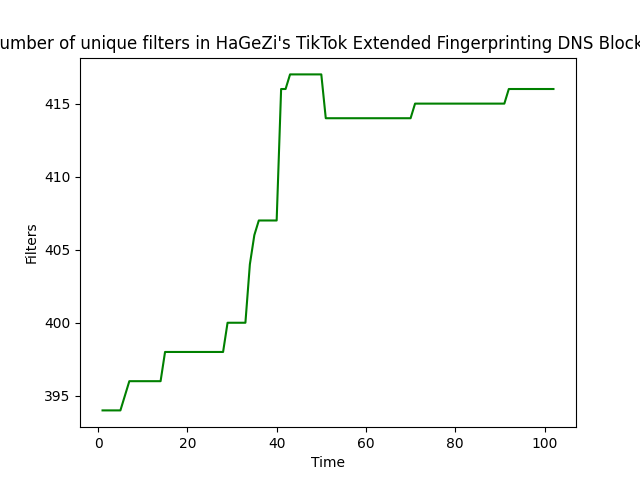 umber of unique filters in HaGeZi's TikTok Extended Fingerprinting DNS Block
415
410
405
400
395
Filters
0 20 40 60 80 100
Time